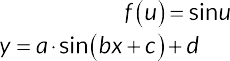 f(u) = sinu
y = a·sin(bx + c) + d